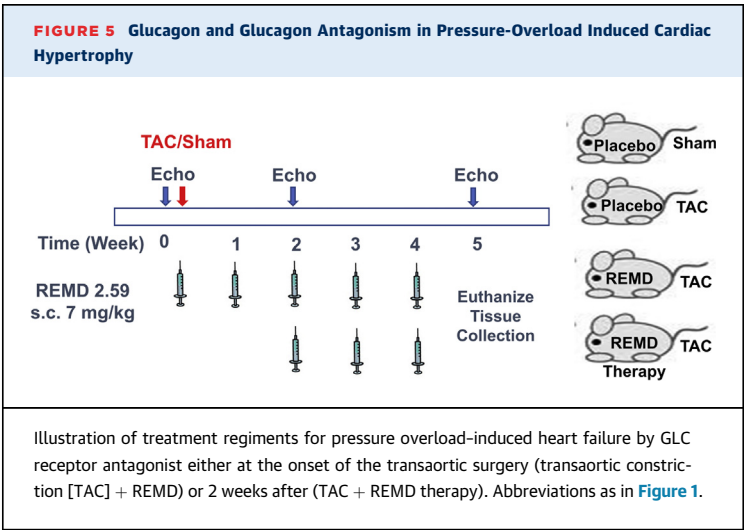 FIGURE 5 Glucagon and Glucagon Antagonism in Pressure-Overload Induced Cardiac
Hypertrophy
TAC/Sham
Echo Echo Echo
Time (Week) 0 1 2 3 4 5
REMD 2.59
s.c. 7 mg/kg
Euthanize
Tissue
Collection
Placebo Sham
Placebo TAC
REMD TAC
REMD TAC
Therapy
Illustration of treatment regiments for pressure overload–induced heart failure by GLC
receptor antagonist either at the onset of the transaortic surgery (transaortic constric-
tion [TAC] + REMD) or 2 weeks after (TAC + REMD therapy). Abbreviations as in Figure 1.